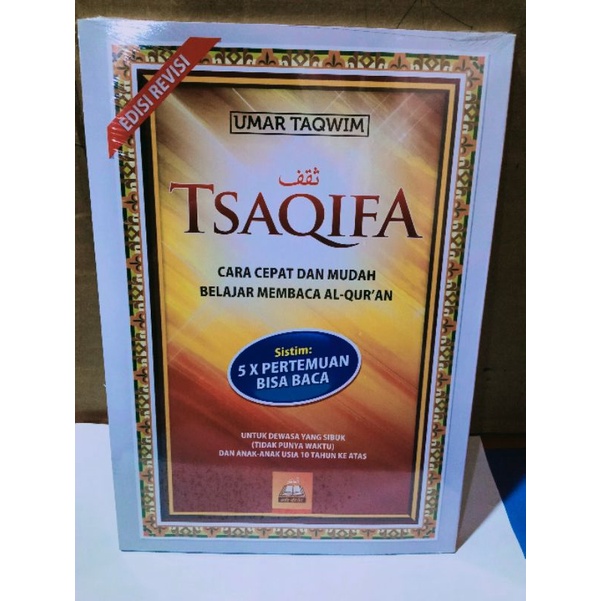 EDISI REVISI
UMAR TAQWIM
ثقف
TSAQIFA
CARA CEPAT DAN MUDAH
BELAJAR MEMBACA AL-QUR'AN
Sistim:
5 X PERTEMUAN
BISA BACA
UNTUK DEWASA YANG SIBUK
(TIDAK PUNYA WAKTU)
DAN ANAK-ANAK USIA 10 TAHUN KE ATAS